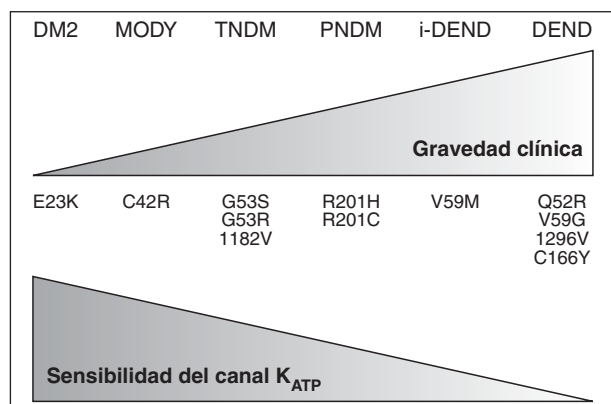 DM2 MODY TNDM PNDM i-DEND DEND
Gravedad clínica
E23K C42R G53S R201H V59M Q52R
G53R R201C V59G
1182V 1296V
C166Y
Sensibilidad del canal KATP